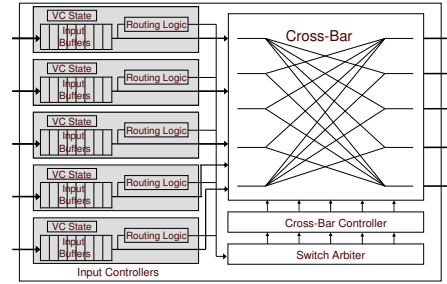 VC State
Routing Logic
Input
Buffers
VC State
Routing Logic
Input
Buffers
VC State
Routing Logic
Input
Buffers
VC State
Routing Logic
Input
Buffers
VC State
Routing Logic
Input
Buffers
Input Controllers
Cross-Bar
Cross-Bar Controller
Switch Arbiter